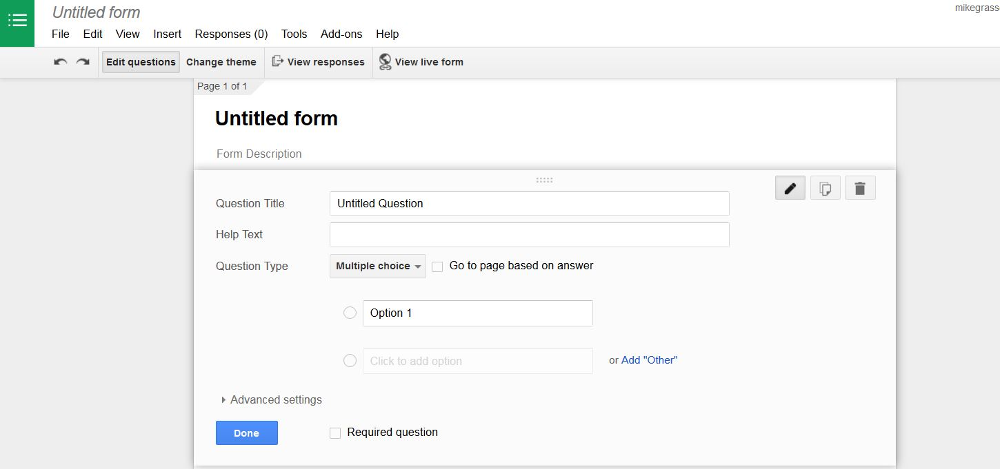 Untitled form
mikegrass
File Edit View Insert Responses (0) Tools Add-ons Help
Edit questions Change theme View responses View live form
Page 1 of 1
Untitled form
Form Description
Question Title Untitled Question
Help Text
Question Type Multiple choice Go to page based on answer
Option 1
Click to add option or Add "Other"
Advanced settings
Done Required question